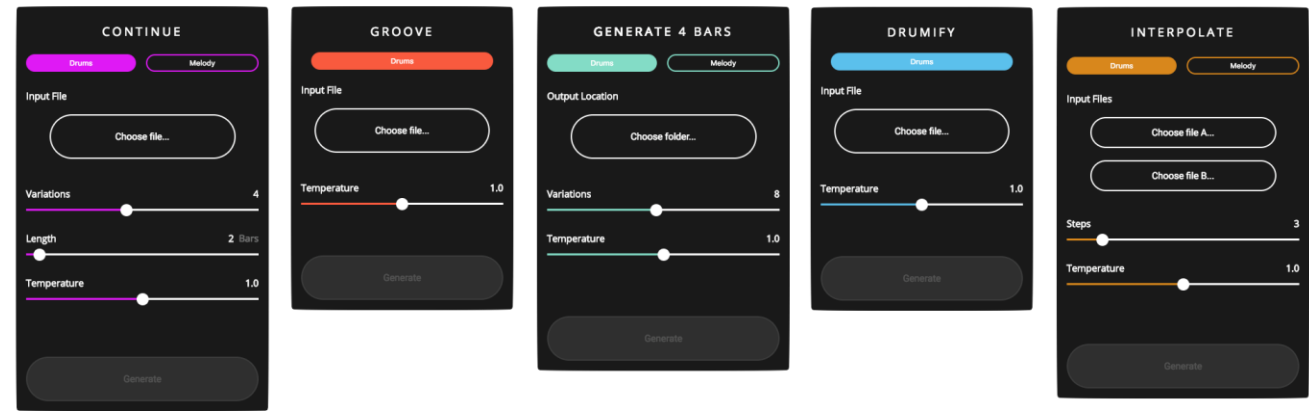 CONTINUE
Drums Melody
Input File
Choose file...
Variations 4
Length 2 Bars
Temperature 1.0
Generate
GROOVE
Drums
Input File
Choose file...
Temperature 1.0
Generate
GENERATE 4 BARS
Drums Melody
Output Location
Choose folder...
Variations 8
Temperature 1.0
Generate
DRUMIFY
Drums
Input File
Choose file...
Temperature 1.0
Generate
INTERPOLATE
Drums Melody
Input Files
Choose file A...
Choose file B...
Steps 3
Temperature 1.0
Generate